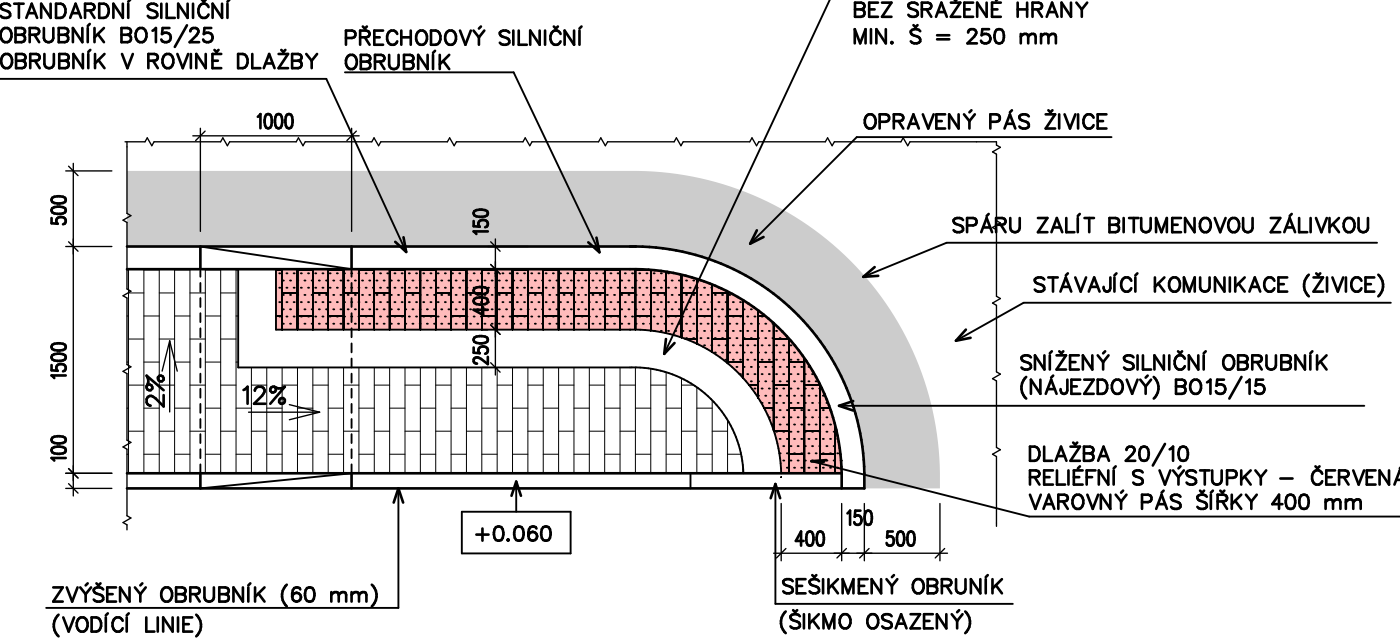 STANDARDNÍ SILNIČNÍ
OBRUBNÍK BO15/25
OBRUBNÍK V ROVINĚ DLAŽBY
PŘECHODOVÝ SILNIČNÍ
OBRUBNÍK
BEZ SRAŽENÉ HRANY
MIN. Š = 250 mm
OPRAVENÝ PÁS ŽIVICE
SPÁRU ZALÍT BITUMENOVOU ZÁLIVKOU
STÁVAJÍCÍ KOMUNIKACE (ŽIVICE)
SNÍŽENÝ SILNIČNÍ OBRUBNÍK
(NÁJEZDOVÝ) BO15/15
DLAŽBA 20/10
RELIÉFNÍ S VÝSTUPKY – ČERVENÁ
VAROVNÝ PÁS ŠÍŘKY 400 mm
1000
500
1500
100
150
400
250
2%
12%
+0.060
150
400
500
ZVÝŠENÝ OBRUBNÍK (60 mm)
(VODÍCÍ LINIE)
SEŠIKMENÝ OBRUNÍK
(ŠIKMO OSAZENÝ)